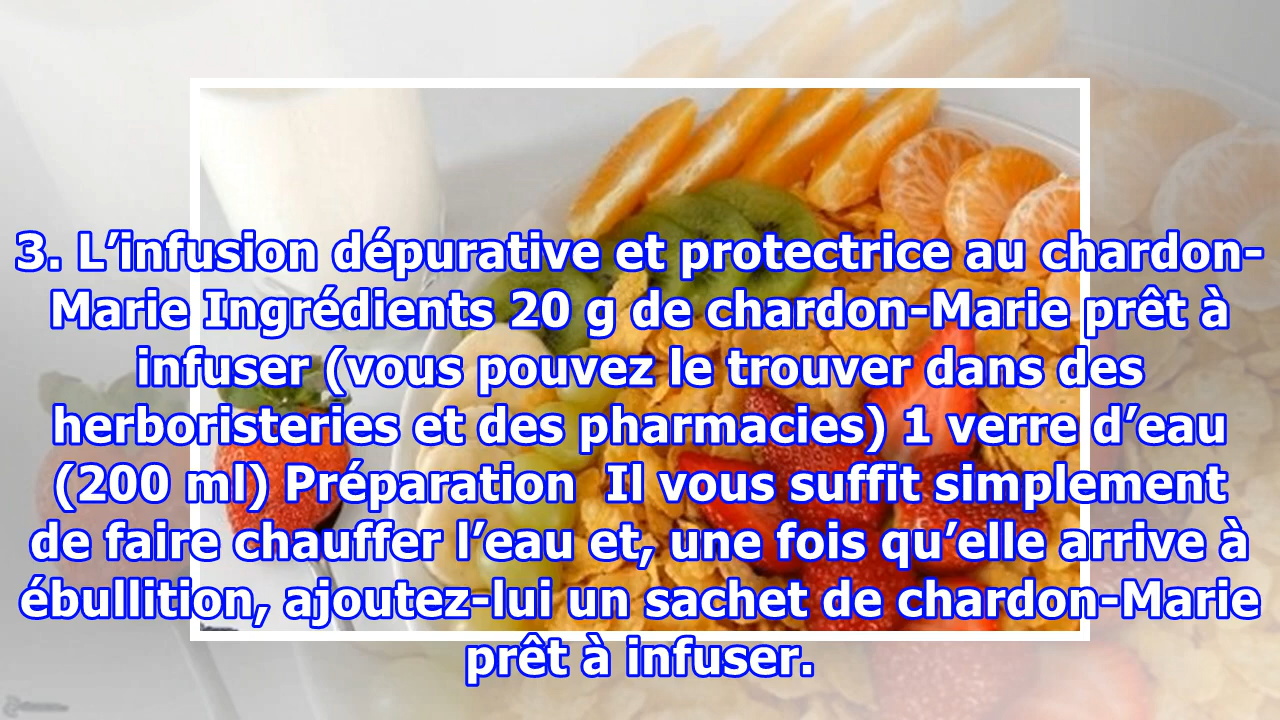 3. L’infusion dépurative et protectrice au chardon-
Marie Ingrédients 20 g de chardon-Marie prêt à
infuser (vous pouvez le trouver dans des
herboristeries et des pharmacies) 1 verre d’eau
(200 ml) Préparation  Il vous suffit simplement
de faire chauffer l’eau et, une fois qu’elle arrive à
ébullition, ajoutez-lui un sachet de chardon-Marie
prêt à infuser.